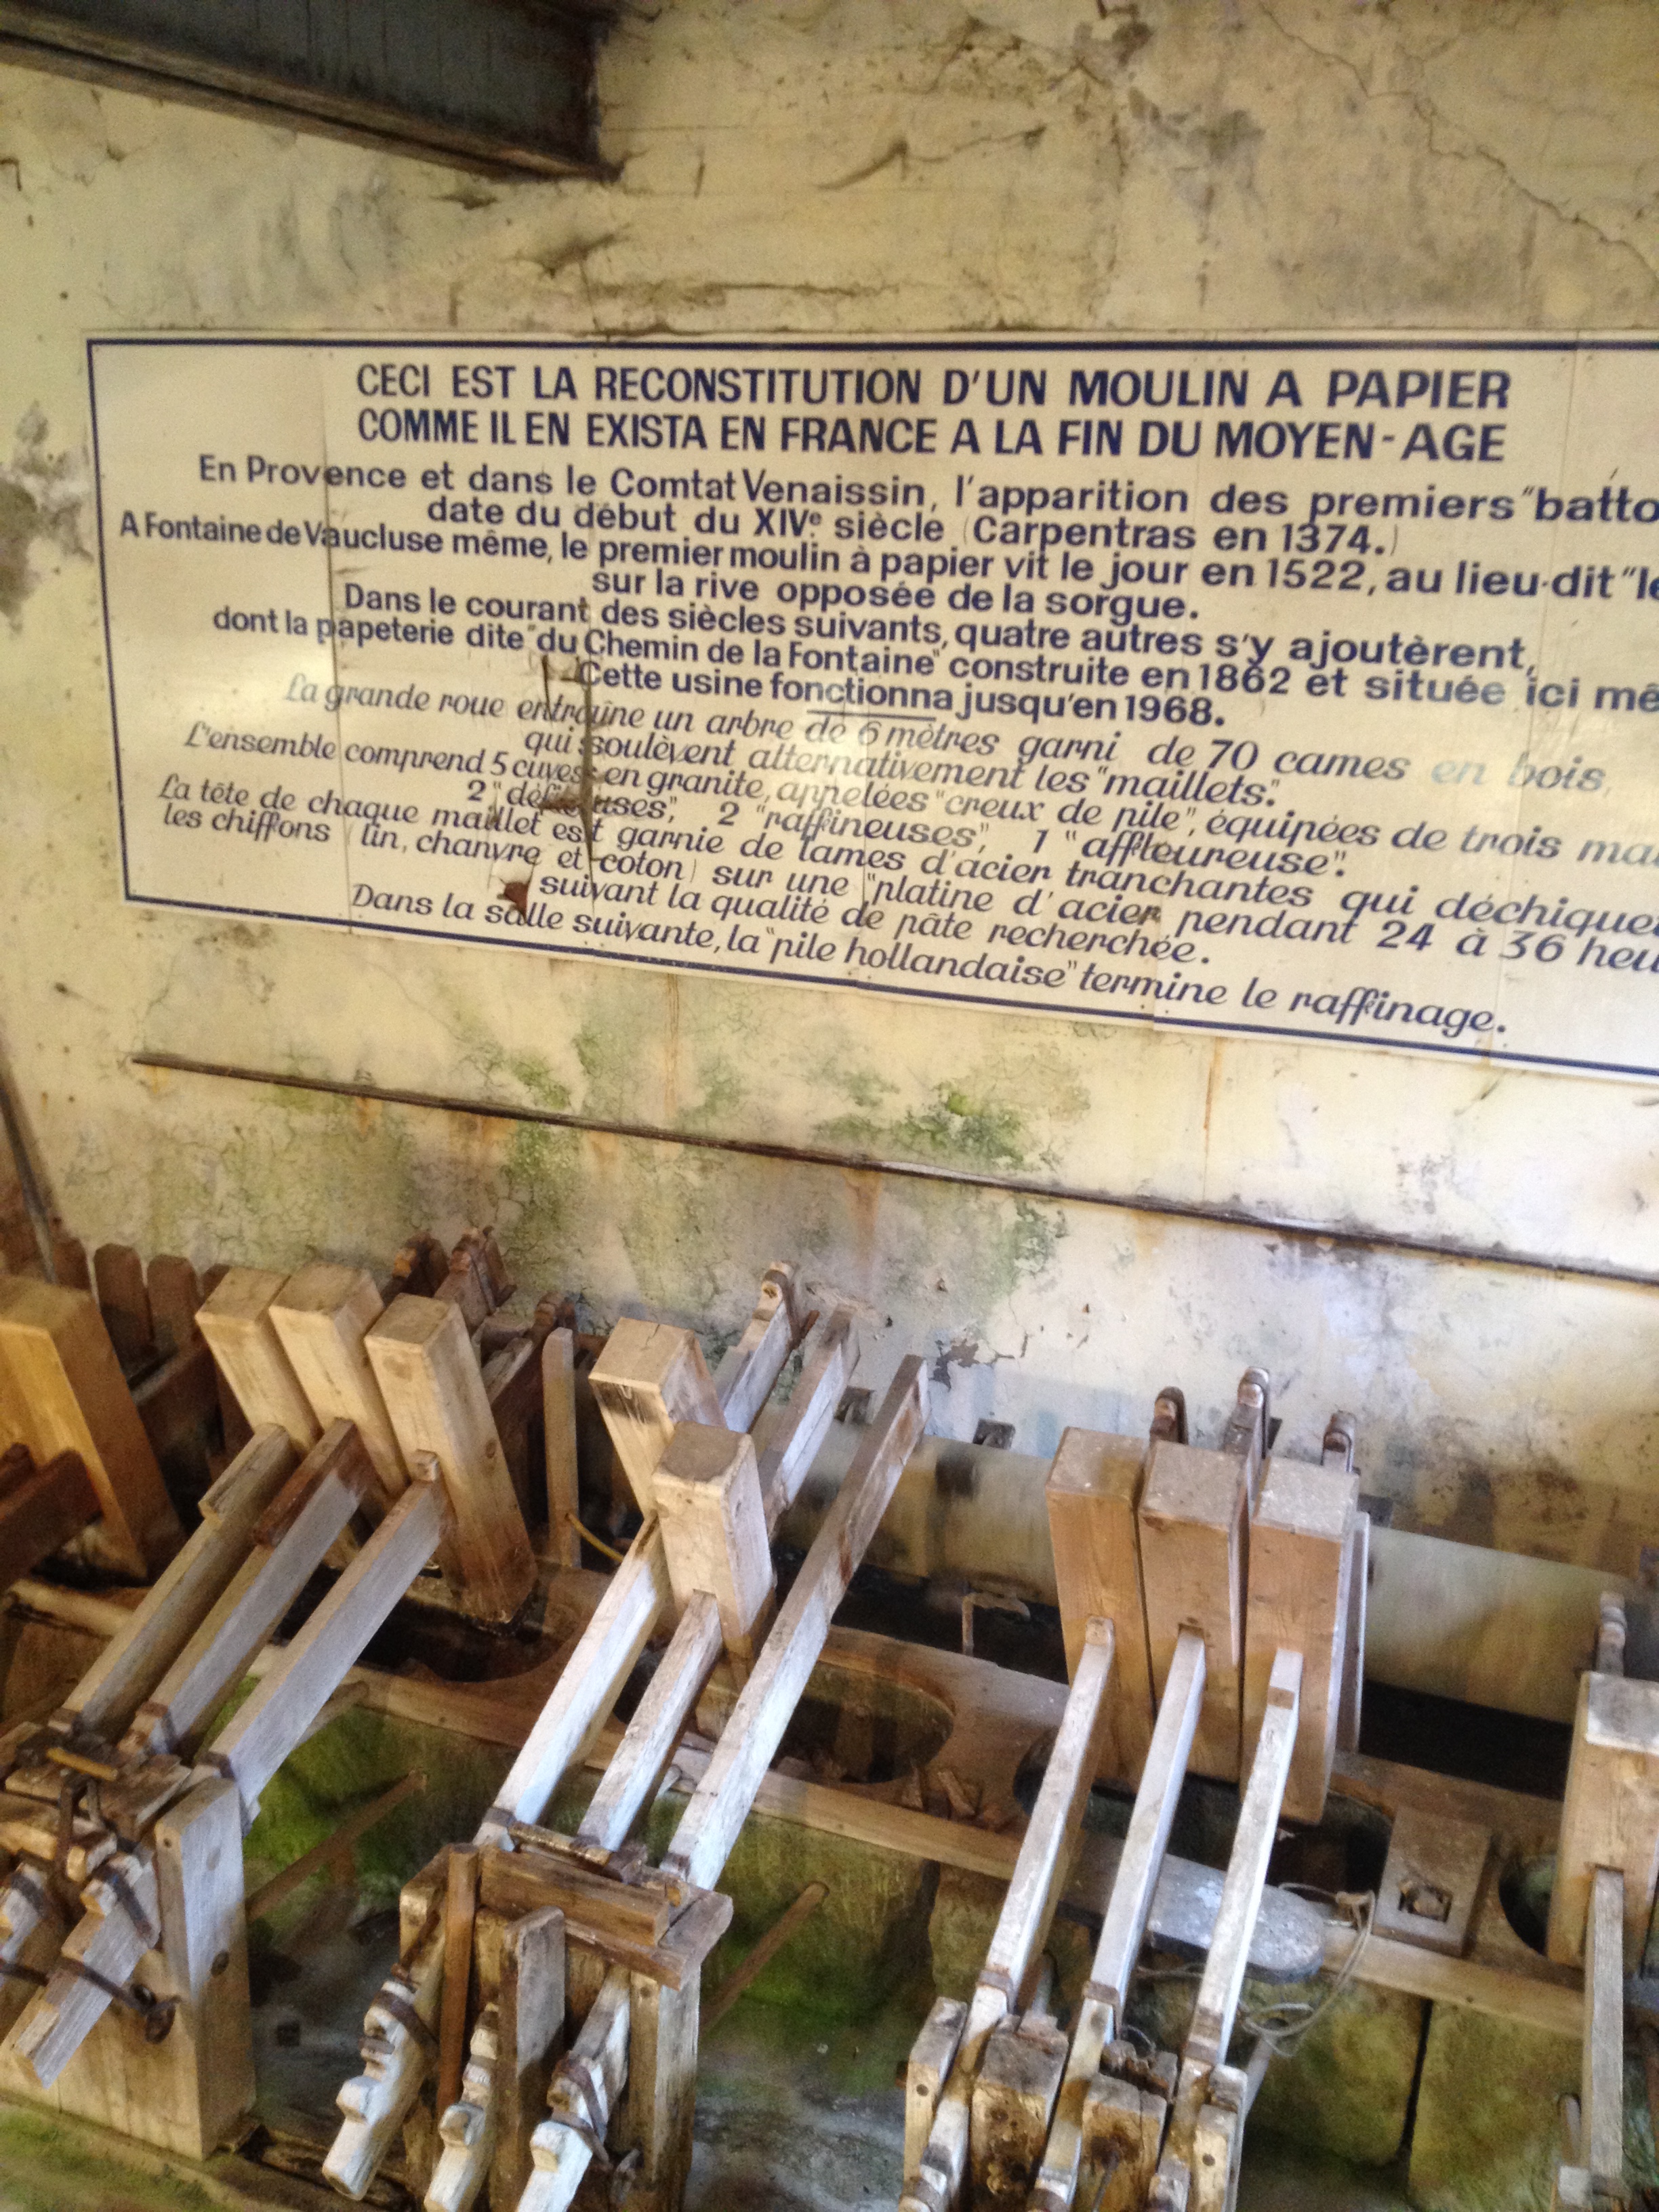 CECI EST LA RECONSTITUTION D'UN MOULIN A PAPIER
COMME IL EN EXISTA EN FRANCE A LA FIN DU MOYEN-AGE
En Provence et dans le Comtat Venaissin, l'apparition des premiers "batto
date du début du XIVe siècle (Carpentras en 1374.)
A Fontaine de Vaucluse même, le premier moulin à papier vit le jour en 1522, au lieu-dit "le
sur la rive opposée de la sorgue.
Dans le courant des siècles suivants, quatre autres s'y ajoutèrent,
dont la papeterie dite "du Chemin de la Fontaine" construite en 1862 et située ici mê
Cette usine fonctionna jusqu'en 1968.
La grande roue entraîne un arbre de 6 mètres garni de 70 cames en bois,
qui soulèvent alternativement les "maillets".
L'ensemble comprend 5 cuves en granite, appelées "creux de pile", équipées de trois mai
2 "défileuses", 2 "raffineuses", 1 "affleureuse".
La tête de chaque maillet est garnie de lames d'acier tranchantes qui déchiquet
les chiffons (lin, chanvre et coton) sur une "platine d'acier pendant 24 à 36 heu
suivant la qualité de pâte recherchée.
Dans la salle suivante, la "pile hollandaise" termine le raffinage.